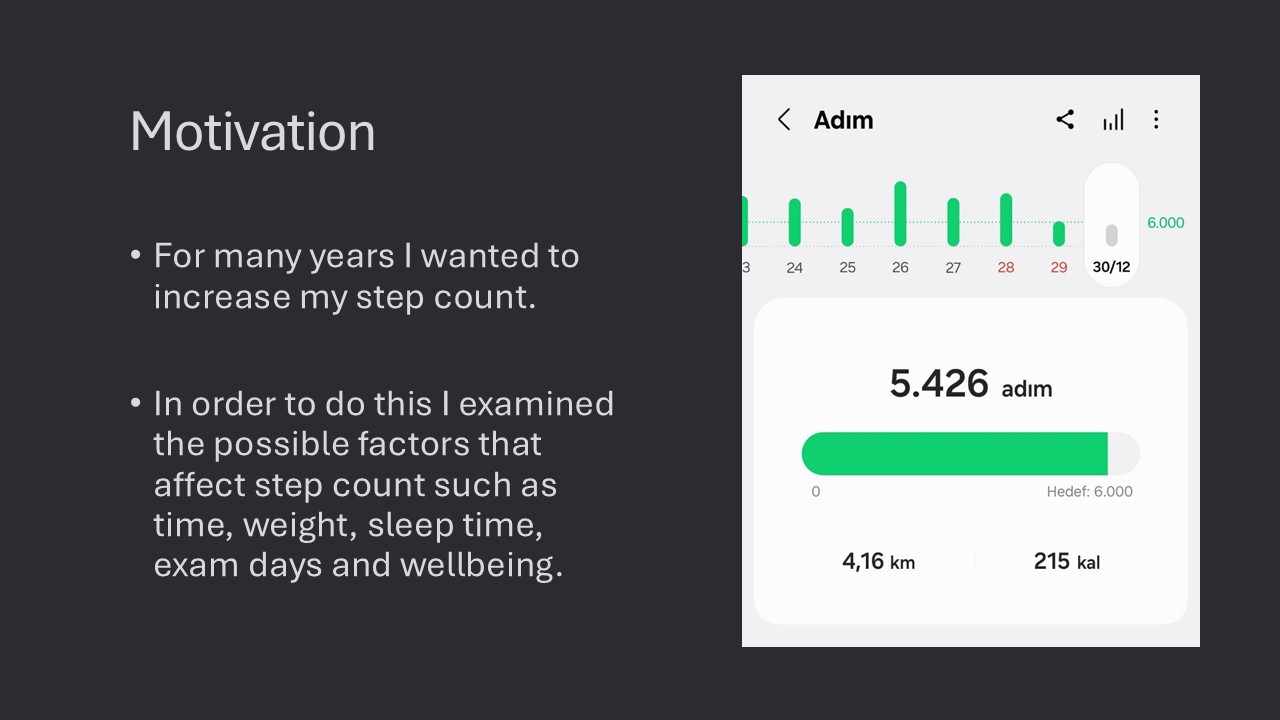 Motivation
• For many years I wanted to
increase my step count.
• In order to do this I examined
the possible factors that
affect step count such as
time, weight, sleep time,
exam days and wellbeing.
Adım
6.000
3 24 25 26 27 28 29 30/12
5.426 adım
0 Hedef: 6.000
4,16 km 215 kal